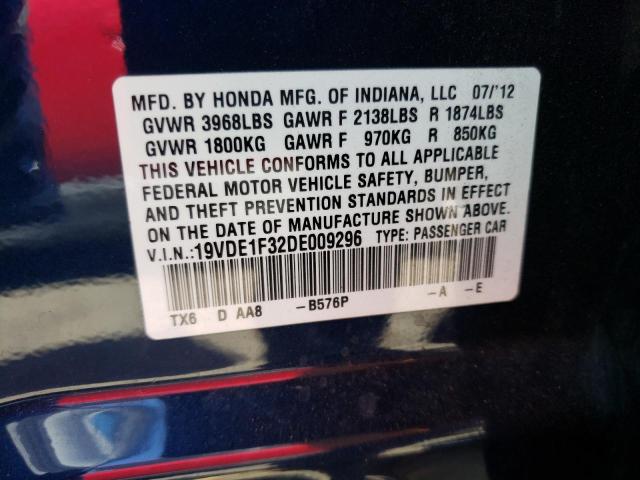 MFD. BY HONDA MFG. OF INDIANA, LLC 07/'12
GVWR 3968LBS GAWR F 2138LBS R 1874LBS
GVWR 1800KG GAWR F 970KG R 850KG
THIS VEHICLE CONFORMS TO ALL APPLICABLE
FEDERAL MOTOR VEHICLE SAFETY, BUMPER,
AND THEFT PREVENTION STANDARDS IN EFFECT
ON THE DATE OF MANUFACTURE SHOWN ABOVE.
V.I.N.:19VDE1F32DE009296 TYPE: PASSENGER CAR
TX6 D AA8 -B576P -A -E